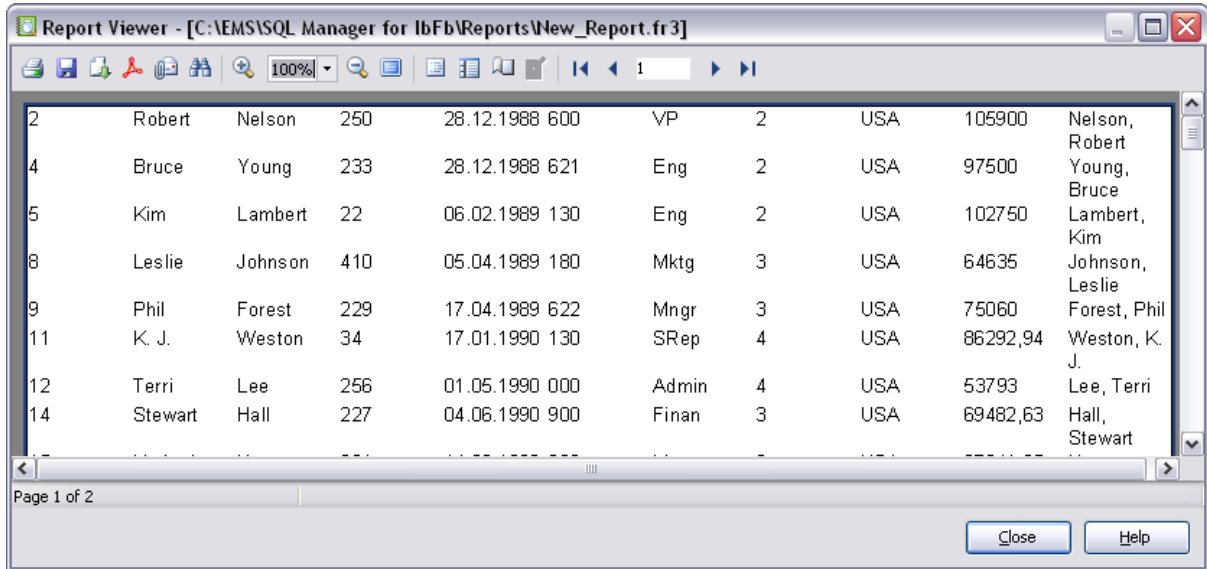 Report Viewer - [C:\EMS\SQL Manager for IbFb\Reports\New_Report.fr3]
100% 1
2 Robert Nelson 250 28.12.1988 600 VP 2 USA 105900 Nelson,
Robert
4 Bruce Young 233 28.12.1988 621 Eng 2 USA 97500 Young,
Bruce
5 Kim Lambert 22 06.02.1989 130 Eng 2 USA 102750 Lambert,
Kim
8 Leslie Johnson 410 05.04.1989 180 Mktg 3 USA 64635 Johnson,
Leslie
9 Phil Forest 229 17.04.1989 622 Mngr 3 USA 75060 Forest, Phil
11 K. J. Weston 34 17.01.1990 130 SRep 4 USA 86292,94 Weston, K.
J.
12 Terri Lee 256 01.05.1990 000 Admin 4 USA 53793 Lee, Terri
14 Stewart Hall 227 04.06.1990 900 Finan 3 USA 69482,63 Hall,
Stewart
Page 1 of 2
Close Help